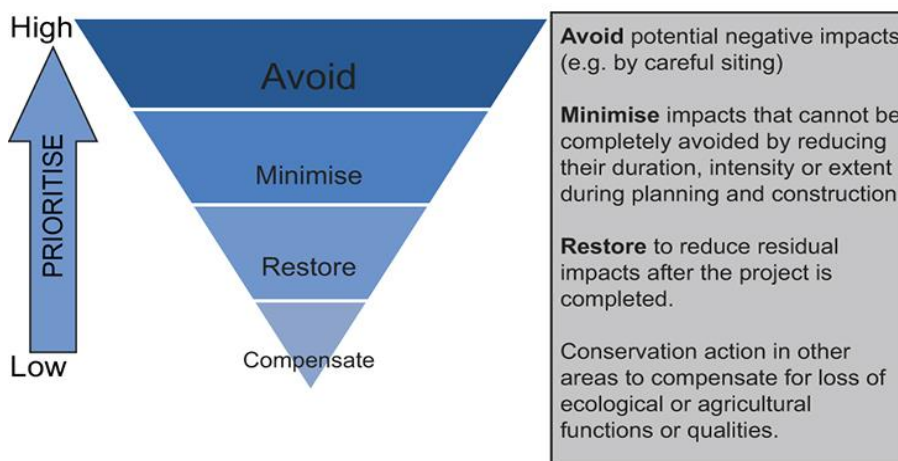 High
Avoid
Minimise
Restore
Compensate
PRIORITISE
Low
Avoid potential negative impacts
(e.g. by careful siting)
Minimise impacts that cannot be
completely avoided by reducing
their duration, intensity or extent
during planning and construction
Restore to reduce residual
impacts after the project is
completed.
Conservation action in other
areas to compensate for loss of
ecological or agricultural
functions or qualities.